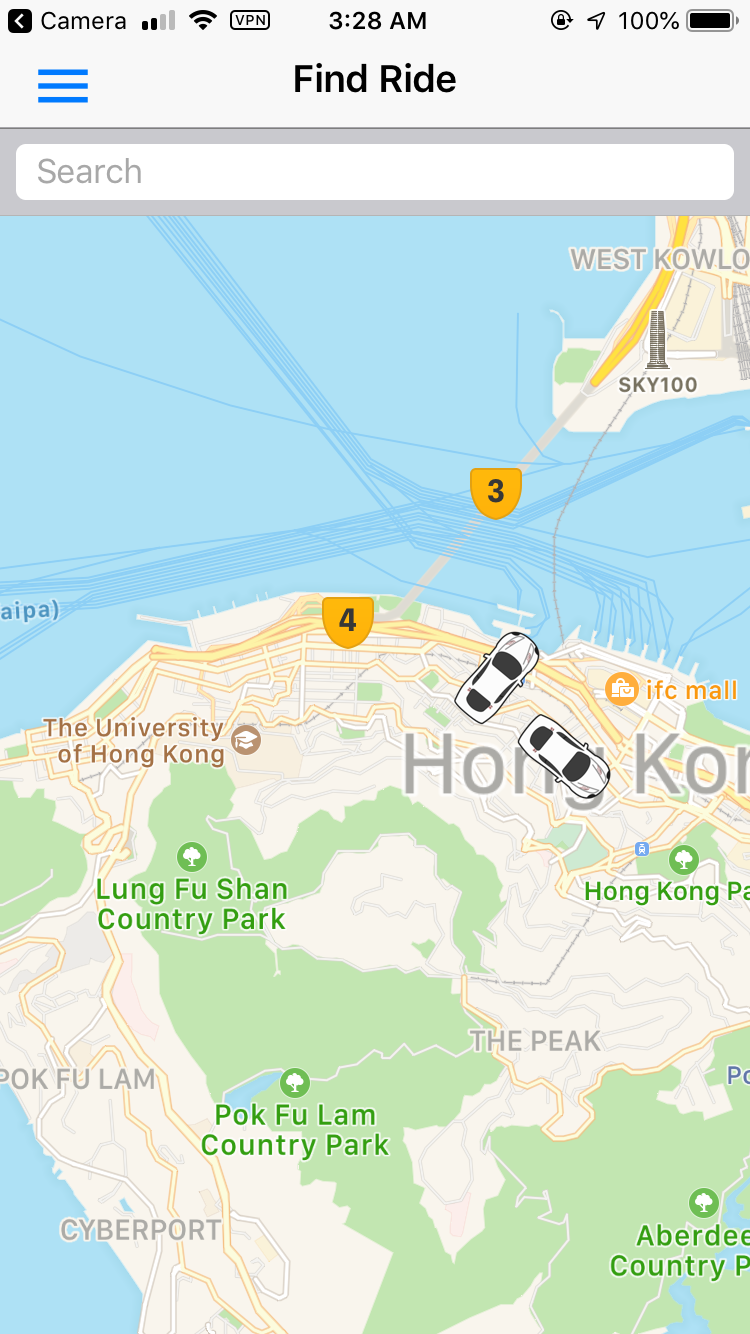 Camera VPN 3:28 AM 100%
Find Ride
Search
WEST KOWLO
SKY100
3
aipa)
4
ifc mall
The University
of Hong Kong
Hong Kor
Lung Fu Shan
Country Park
Hong Kong Pa
THE PEAK
POK FU LAM
Po
Pok Fu Lam
Country Park
CYBERPORT
Aberdee
Country P